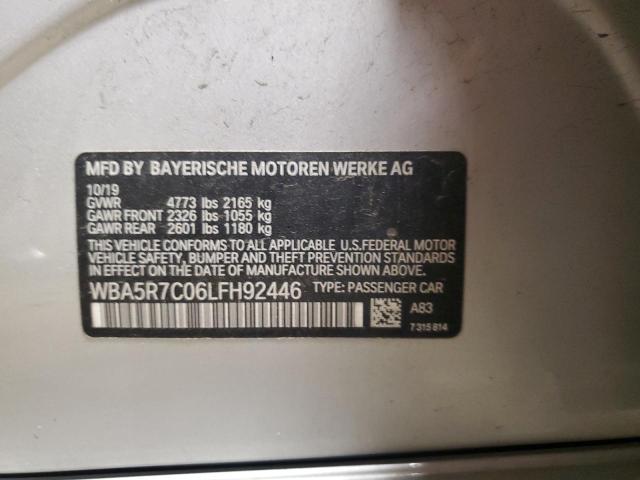 MFD BY BAYERISCHE MOTOREN WERKE AG
10/19
GVWR 4773 lbs 2165 kg
GAWR FRONT 2326 lbs 1055 kg
GAWR REAR 2601 lbs 1180 kg
THIS VEHICLE CONFORMS TO ALL APPLICABLE U.S.FEDERAL MOTOR
VEHICLE SAFETY, BUMPER AND THEFT PREVENTION STANDARDS
IN EFFECT ON THE DATE OF MANUFACTURE SHOWN ABOVE.
WBA5R7C06LFH92446 TYPE: PASSENGER CAR
A83
7 315 814